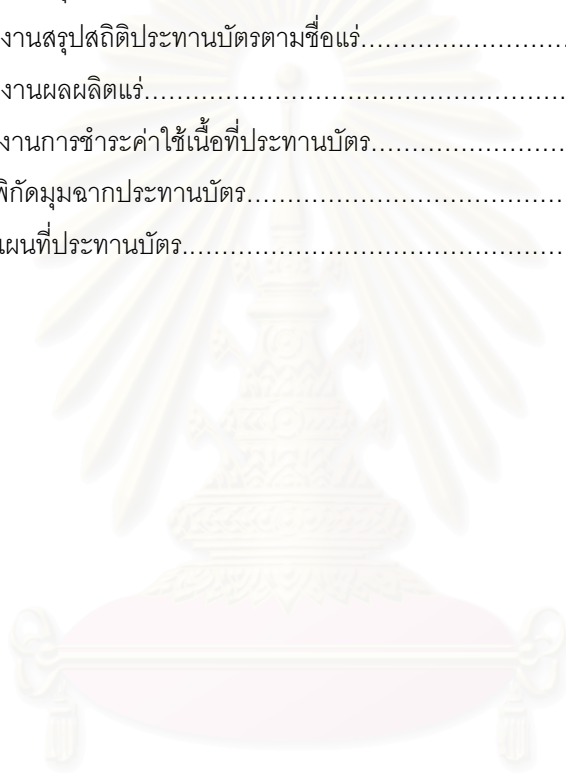 งานสรุปสถิติประทานบัตรตามชื่อแร่……………………………
งานผลผลิตแร่……………………………………………………
งานการชำระค่าใช้เนื้อที่ประทานบัตร……………………
พิกัดมุมฉากประทานบัตร………………………………………
แผนที่ประทานบัตร………………………………………………